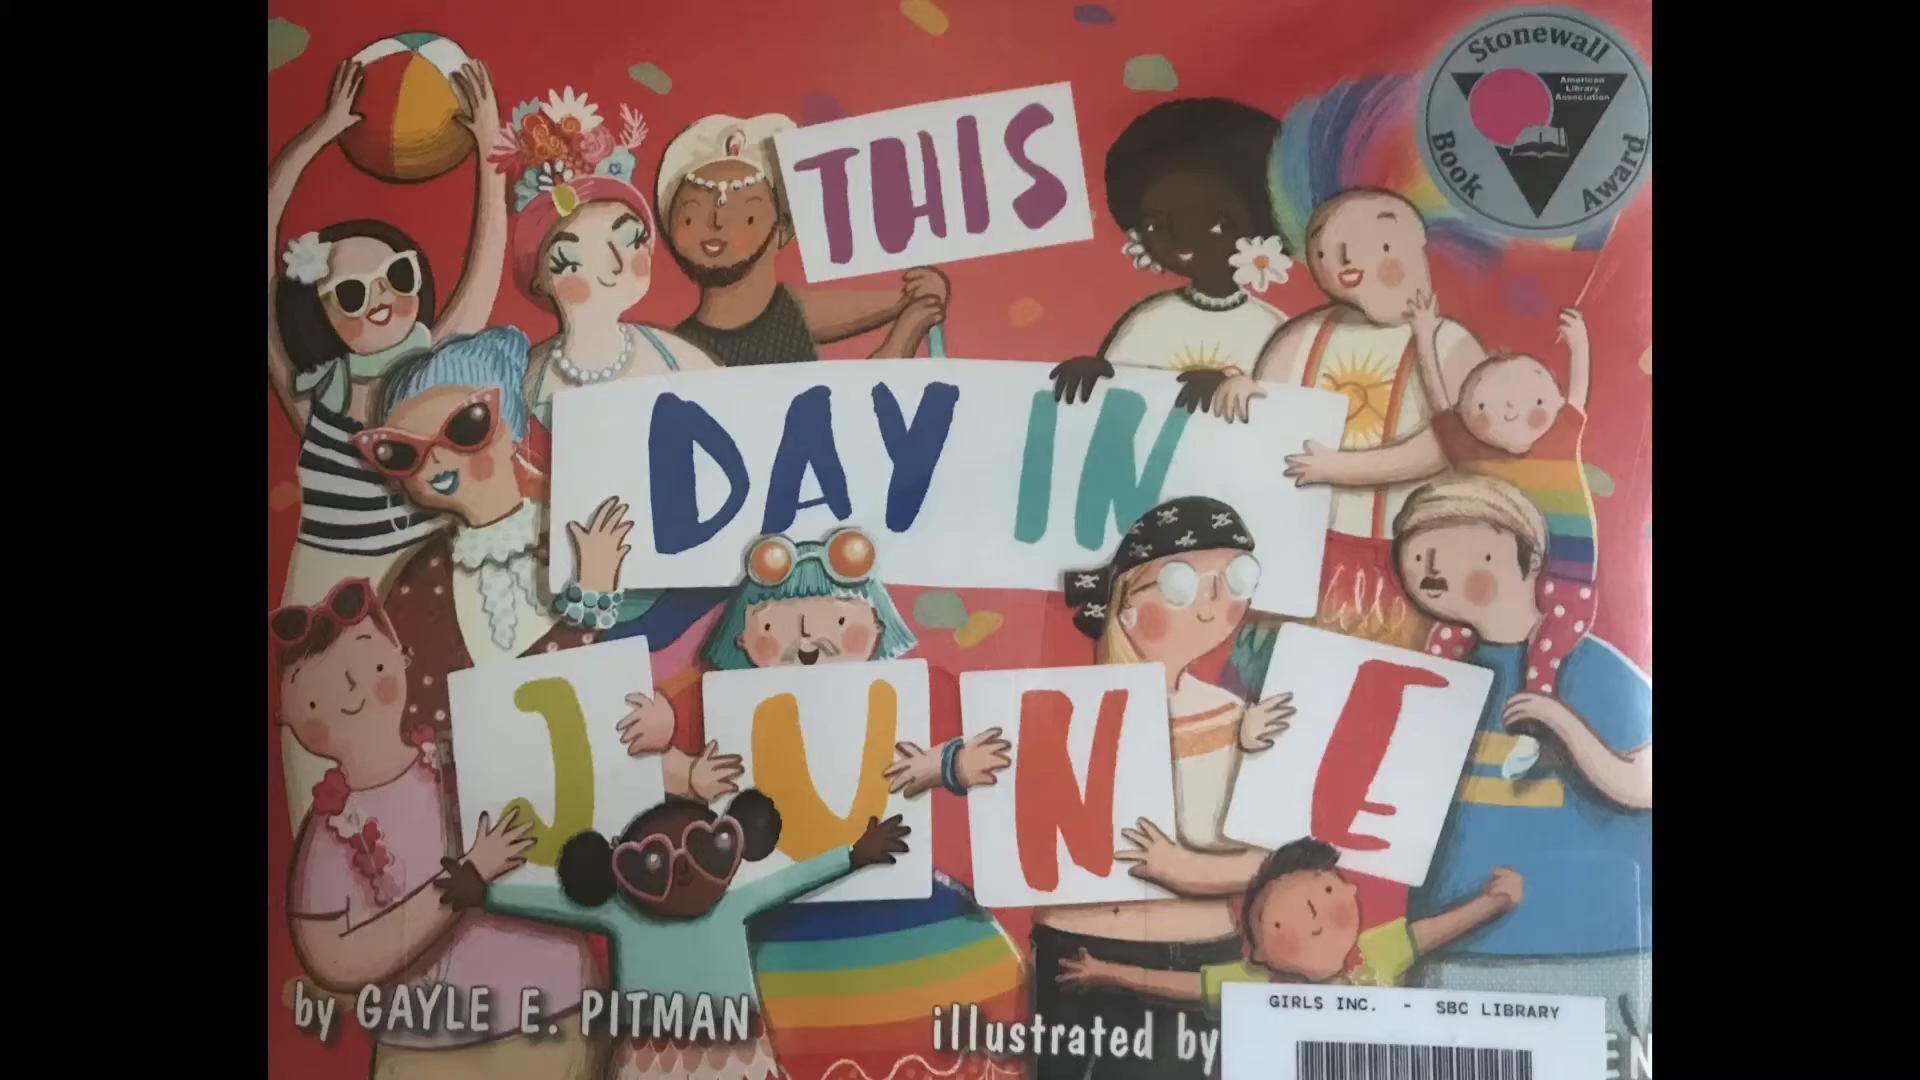 Stonewall
American
Library
Association
Book
Award
THIS
DAY IN
JUNE
by GAYLE E. PITMAN
illustrated by
GIRLS INC. - SBC LIBRARY